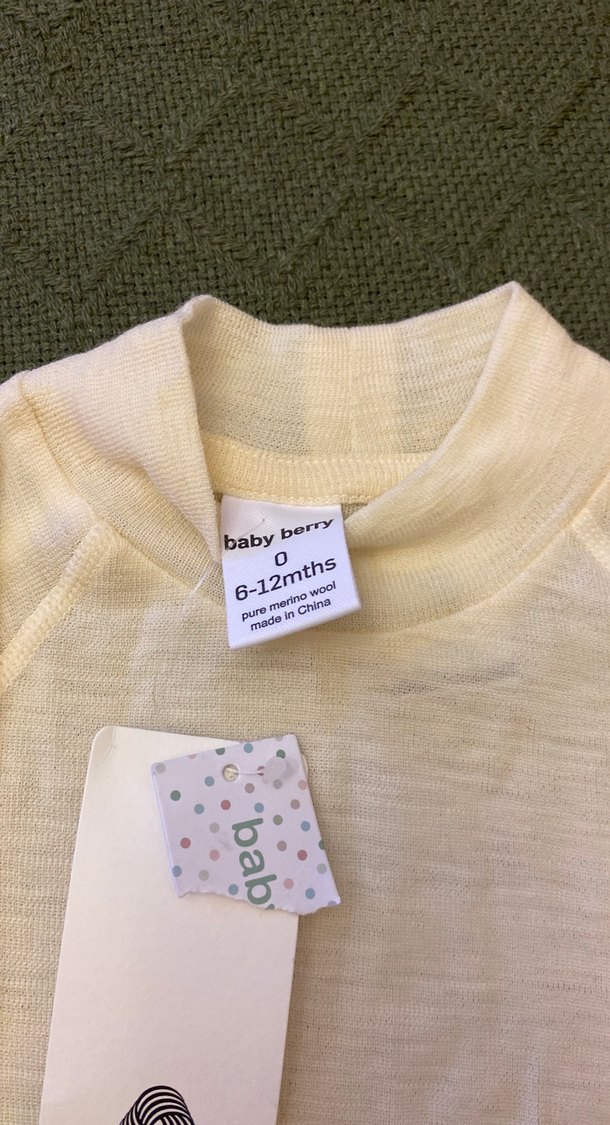 baby berry
0
6-12mths
pure merino wool
made in China
bab